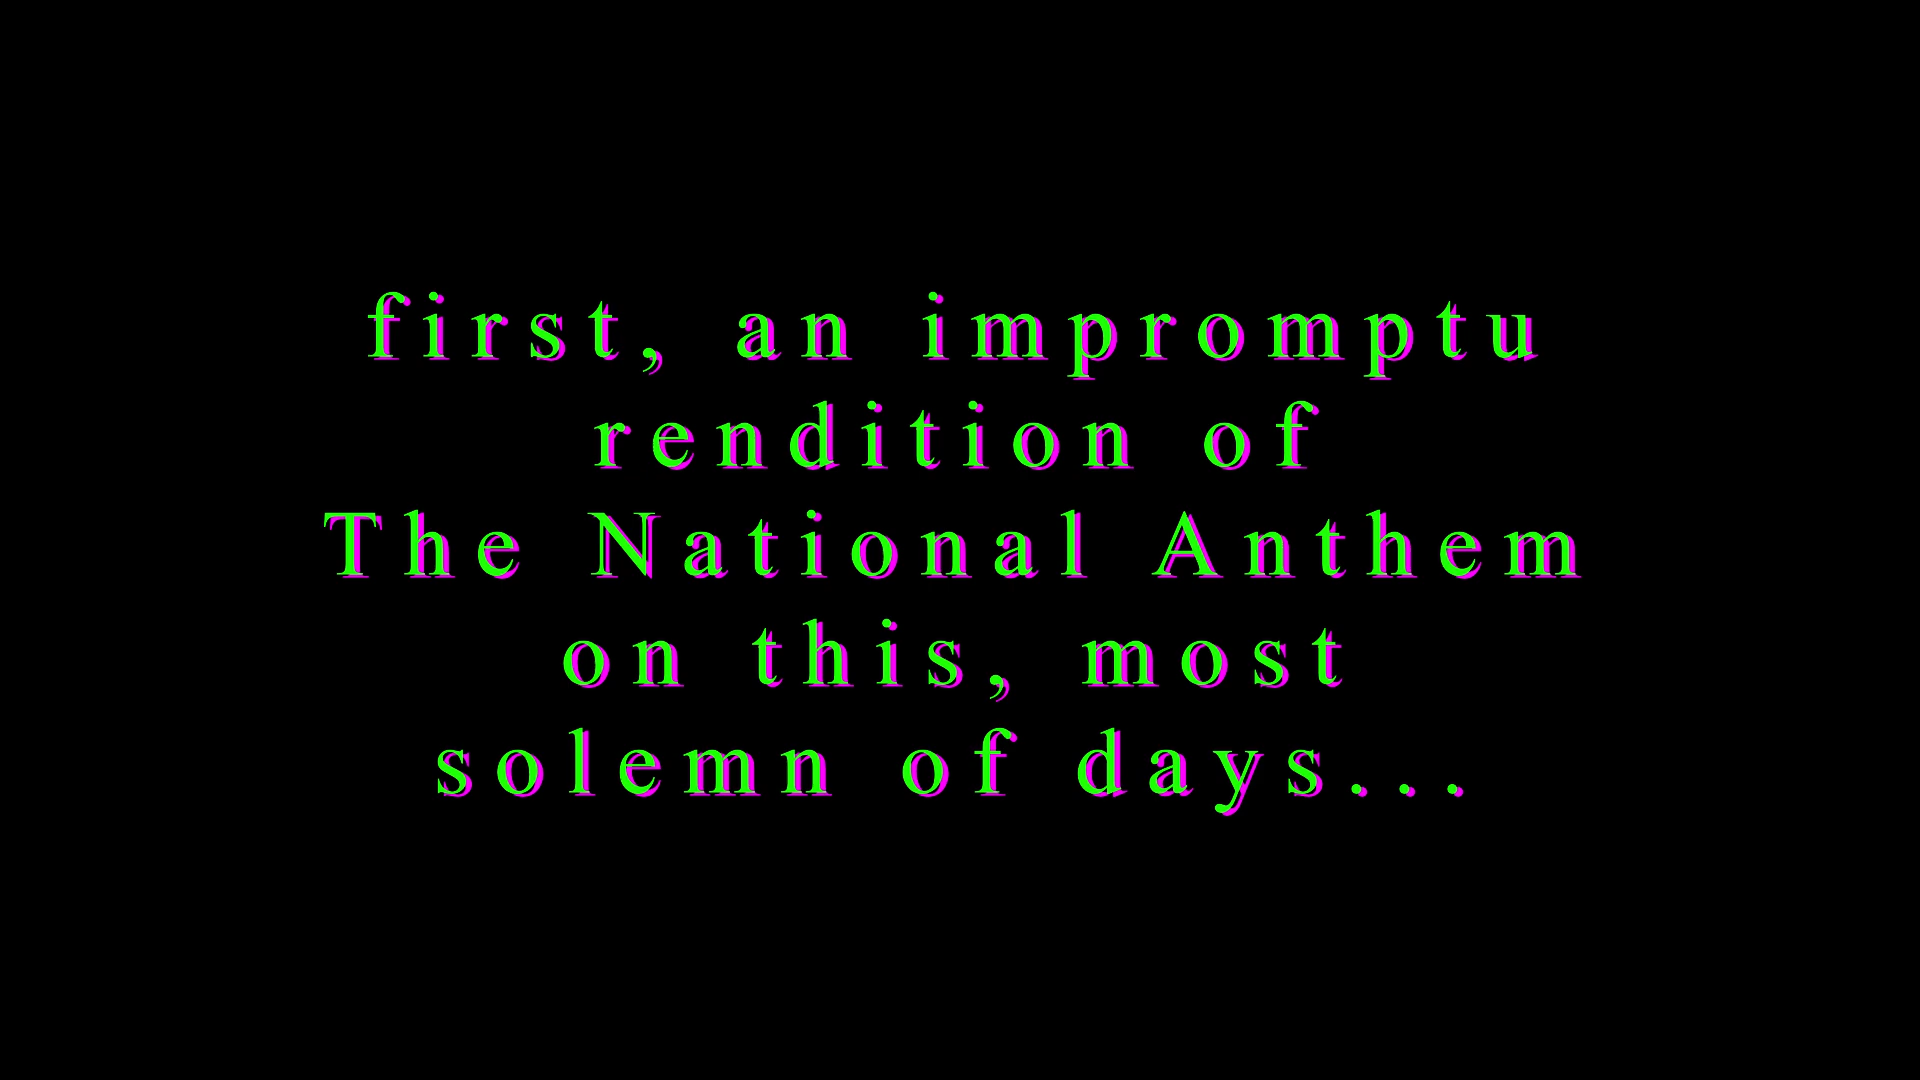 first, an impromptu
rendition of
The National Anthem
on this, most
solemn of days...